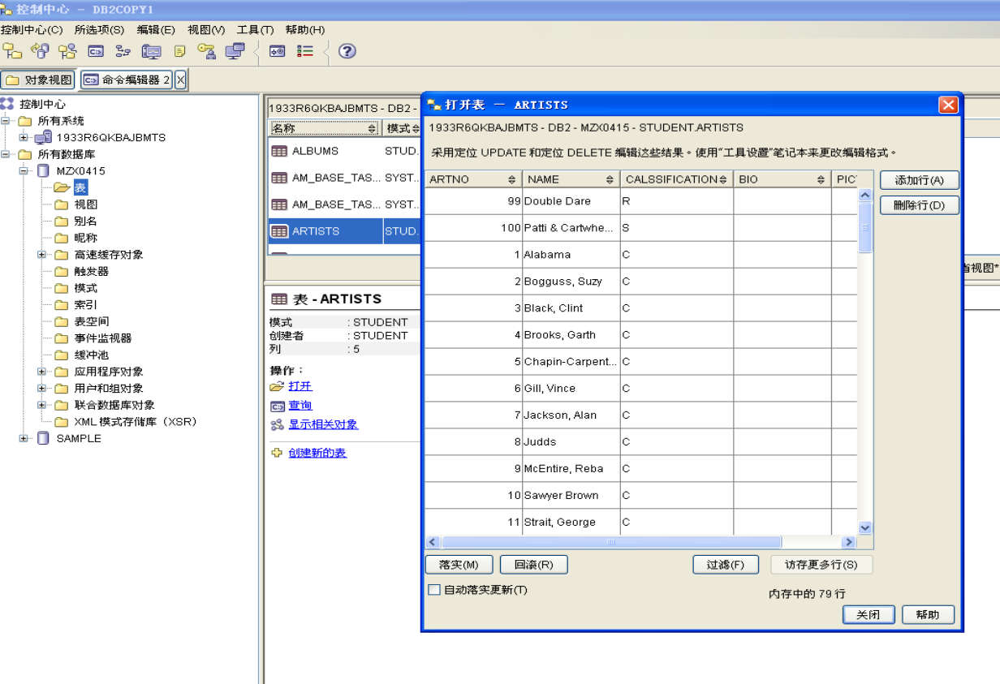 控制中心 - DB2COPY1
控制中心(C) 所选项(S) 编辑(E) 视图(V) 工具(T) 帮助(H)
对象视图 命令编辑器 2 X
控制中心
所有系统
1933R6QKBAJBMTS
所有数据库
MZX0415
表
视图
别名
昵称
高速缓存对象
触发器
模式
索引
表空间
事件监视器
缓冲池
应用程序对象
用户和组对象
联合数据库对象
XML 模式存储库（XSR）
SAMPLE
1933R6QKBAJBMTS - DB2 -
名称 模式
ALBUMS STUD.
AM_BASE_TAS... SYST..
AM_BASE_TAS... SYST..
ARTISTS STUD.
省视图*
表 - ARTISTS
模式 : STUDENT
创建者 : STUDENT
列 : 5
操作：
打开
查询
显示相关对象
创建新的表
打开表 － ARTISTS
1933R6QKBAJBMTS - DB2 - MZX0415 - STUDENT.ARTISTS
采用定位 UPDATE 和定位 DELETE 编辑这些结果。使用“工具设置”笔记本来更改编辑格式。
ARTNO NAME CALSSIFICATION BIO PIC
99 Double Dare R
100 Patti & Cartwhe... S
1 Alabama C
2 Bogguss, Suzy C
3 Black, Clint C
4 Brooks, Garth C
5 Chapin-Carpent... C
6 Gill, Vince C
7 Jackson, Alan C
8 Judds C
9 McEntire, Reba C
10 Sawyer Brown C
11 Strait, George C
添加行(A)
删除行(D)
落实(M) 回滚(R) 过滤(F) 访存更多行(S)
自动落实更新(T)
内存中的 79 行
关闭 帮助